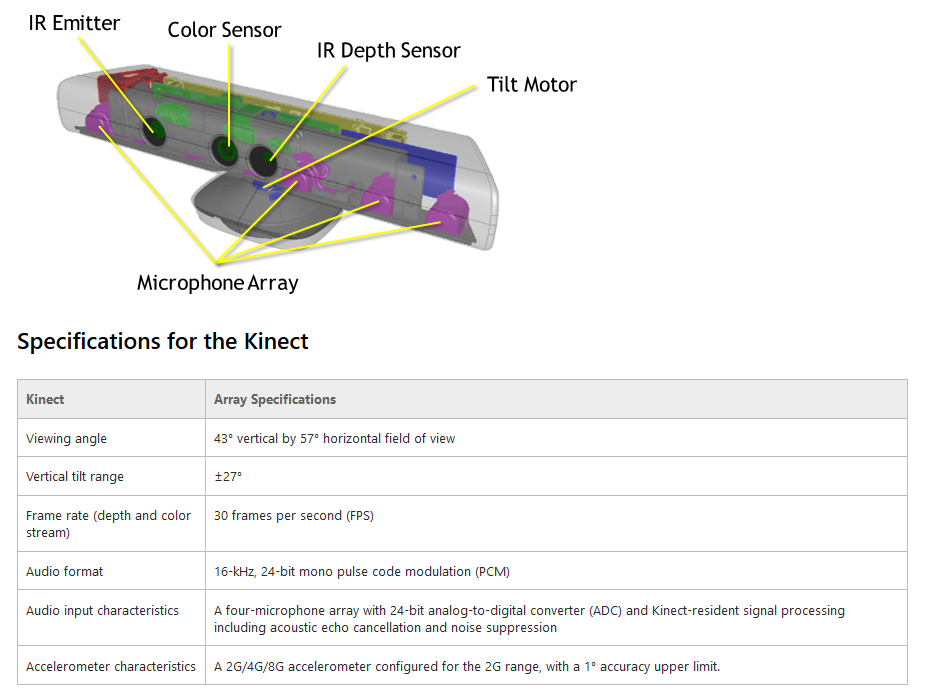 IR Emitter
Color Sensor
IR Depth Sensor
Tilt Motor
Microphone Array
Specifications for the Kinect
Kinect
Array Specifications
Viewing angle
43° vertical by 57° horizontal field of view
Vertical tilt range
±27°
Frame rate (depth and color
stream)
30 frames per second (FPS)
Audio format
16-kHz, 24-bit mono pulse code modulation (PCM)
Audio input characteristics
A four-microphone array with 24-bit analog-to-digital converter (ADC) and Kinect-resident signal processing
including acoustic echo cancellation and noise suppression
Accelerometer characteristics
A 2G/4G/8G accelerometer configured for the 2G range, with a 1° accuracy upper limit.